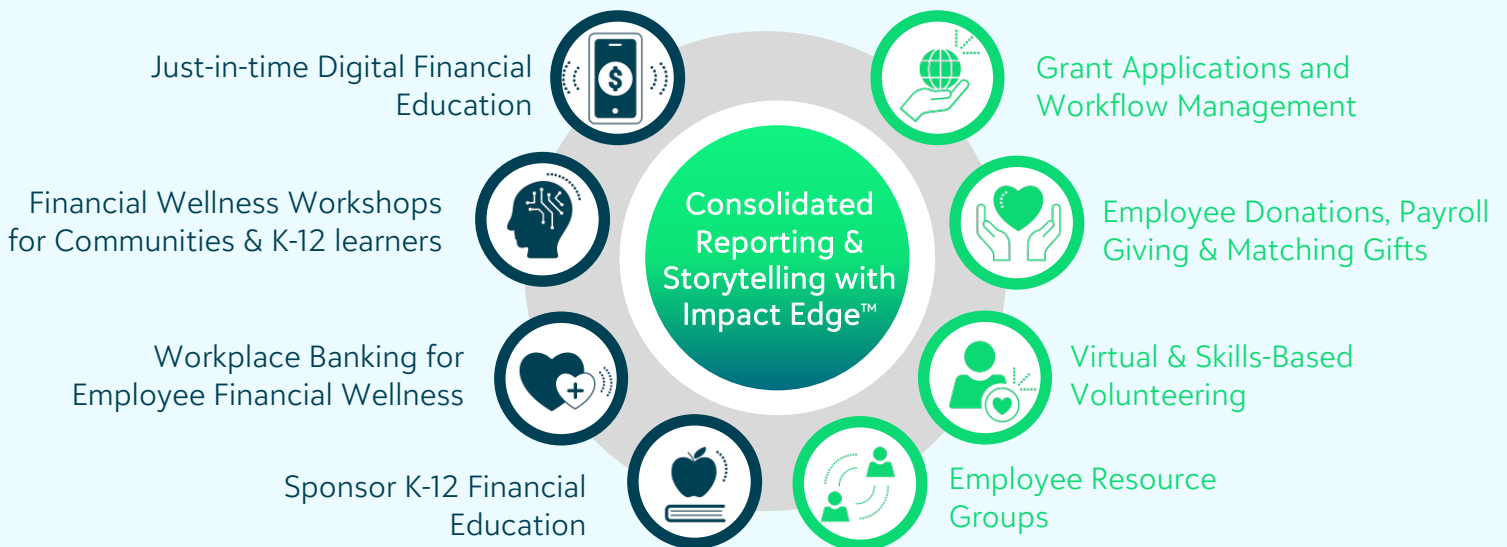 Just-in-time Digital Financial
Education
Financial Wellness Workshops
for Communities & K-12 learners
Workplace Banking for
Employee Financial Wellness
Sponsor K-12 Financial
Education
$
Consolidated
Reporting &
Storytelling with
Impact Edge™
Grant Applications and
Workflow Management
Employee Donations, Payroll
Giving & Matching Gifts
Virtual & Skills-Based
Volunteering
Employee Resource
Groups